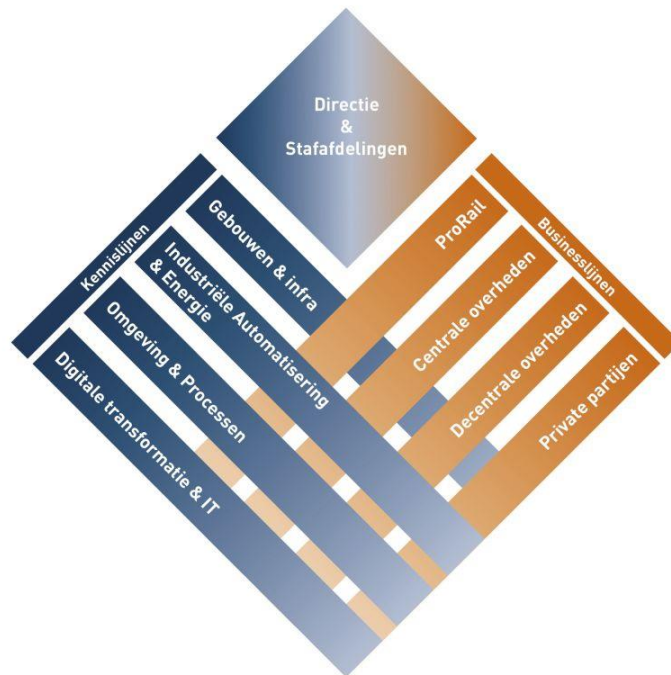 Directie
&
Stafafdelingen
Kennislijnen
Gebouwen & infra
Industriële Automatisering
& Energie
Omgeving & Processen
Digitale transformatie & IT
Businesslijnen
ProRail
Centrale overheden
Decentrale overheden
Private partijen